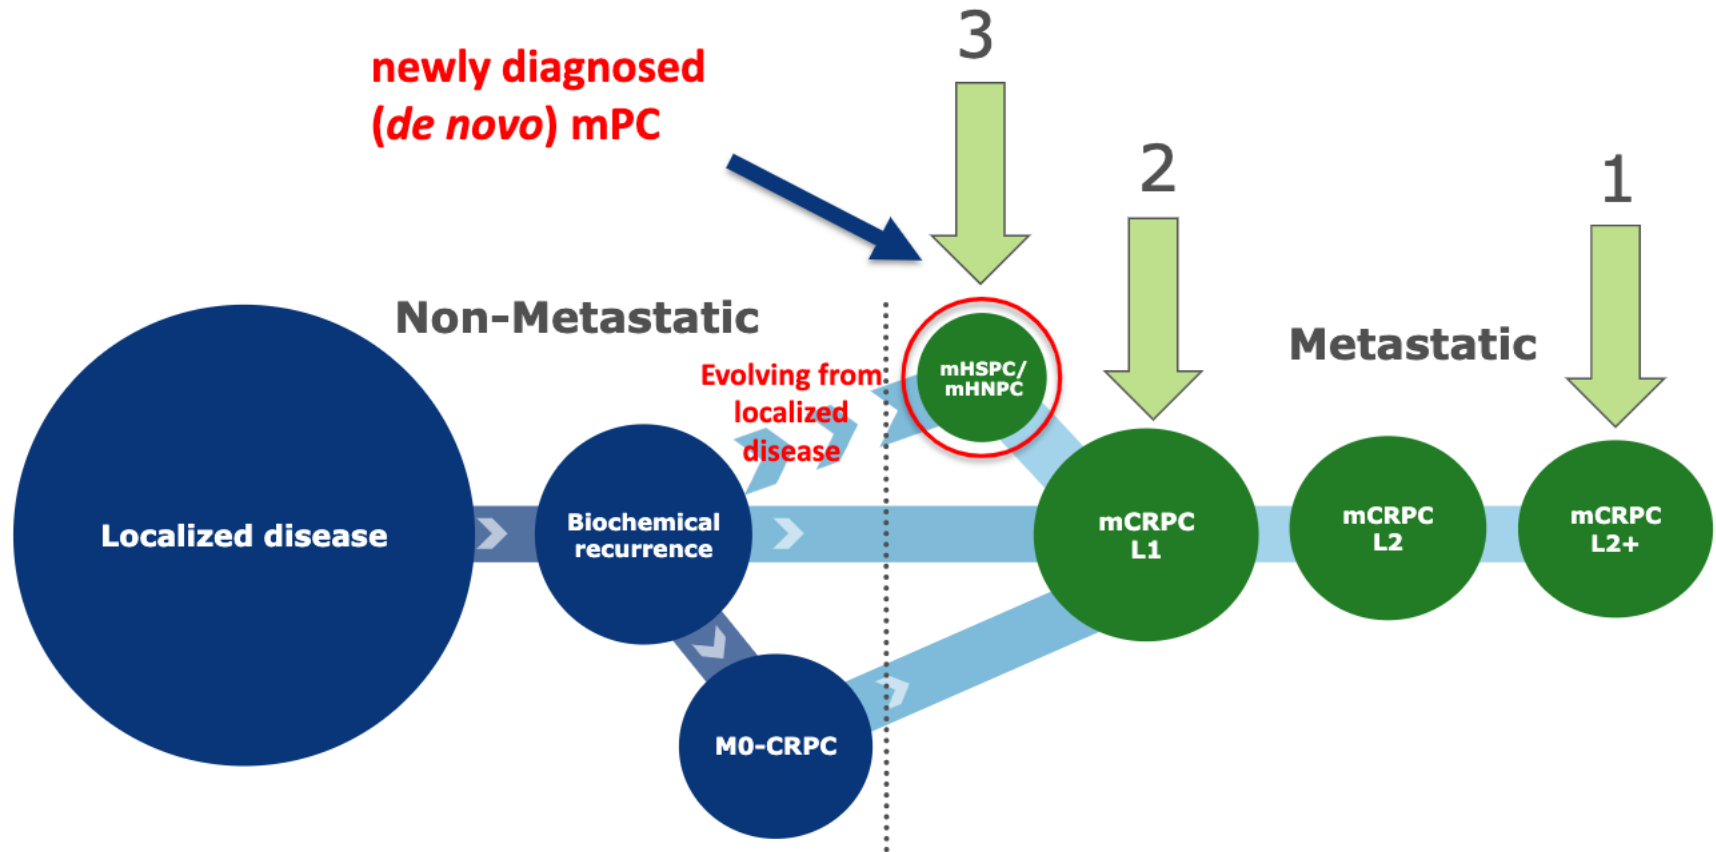 3
newly diagnosed
(de novo) mPC
2
1
Non-Metastatic
Metastatic
Evolving from
localized
disease
mHSPC/
mHNPC
Localized disease
Biochemical
recurrence
mCRPC
L1
mCRPC
L2
mCRPC
L2+
M0-CRPC